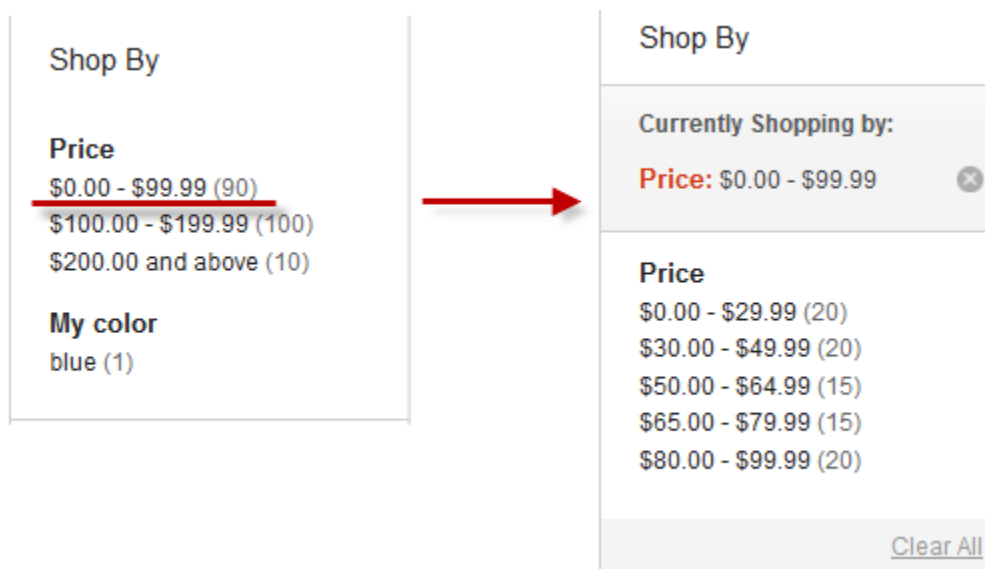 Shop By
Price
$0.00 - $99.99 (90)
$100.00 - $199.99 (100)
$200.00 and above (10)
My color
blue (1)
Shop By
Currently Shopping by:
Price: $0.00 - $99.99
Price
$0.00 - $29.99 (20)
$30.00 - $49.99 (20)
$50.00 - $64.99 (15)
$65.00 - $79.99 (15)
$80.00 - $99.99 (20)
Clear All